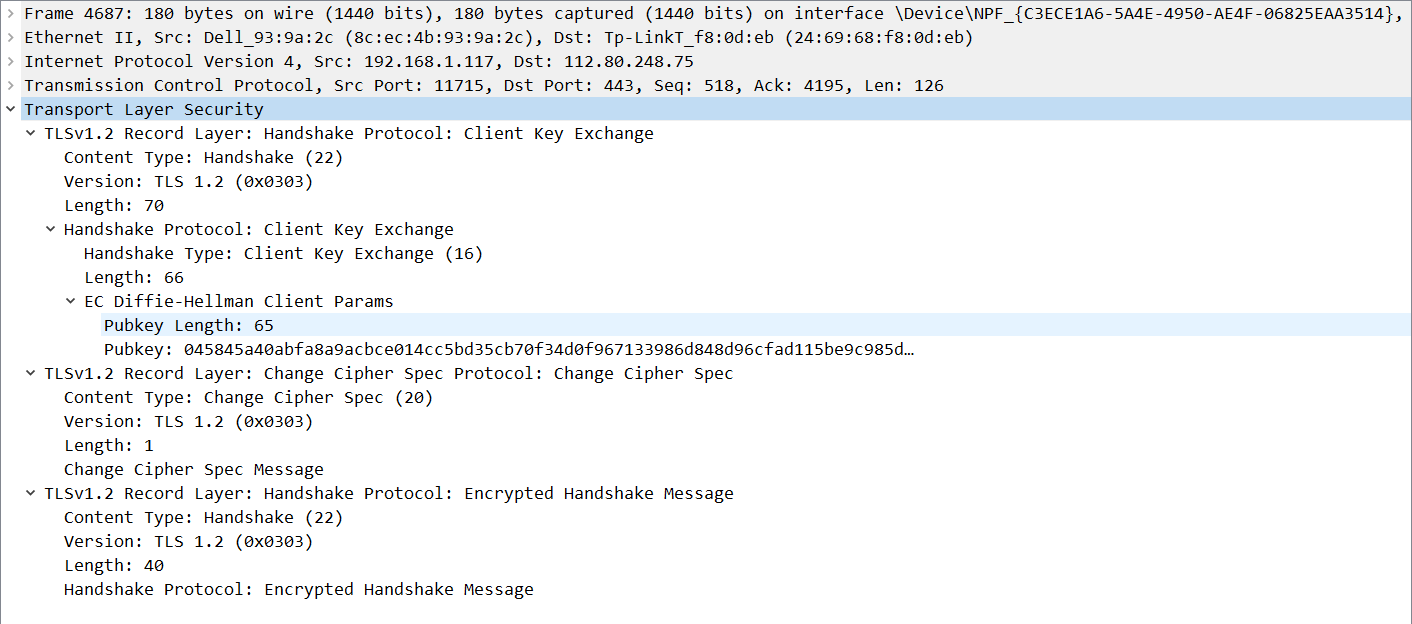 Frame 4687: 180 bytes on wire (1440 bits), 180 bytes captured (1440 bits) on interface \Device\NPF_{C3ECE1A6-5A4E-4950-AE4F-06825EAA3514},
Ethernet II, Src: Dell_93:9a:2c (8c:ec:4b:93:9a:2c), Dst: Tp-LinkT_f8:0d:eb (24:69:68:f8:0d:eb)
Internet Protocol Version 4, Src: 192.168.1.117, Dst: 112.80.248.75
Transmission Control Protocol, Src Port: 11715, Dst Port: 443, Seq: 518, Ack: 4195, Len: 126
Transport Layer Security
TLSv1.2 Record Layer: Handshake Protocol: Client Key Exchange
Content Type: Handshake (22)
Version: TLS 1.2 (0x0303)
Length: 70
Handshake Protocol: Client Key Exchange
Handshake Type: Client Key Exchange (16)
Length: 66
EC Diffie-Hellman Client Params
Pubkey Length: 65
Pubkey: 045845a40abfa8a9acbce014cc5bd35cb70f34d0f967133986d848d96cfad115be9c985d…
TLSv1.2 Record Layer: Change Cipher Spec Protocol: Change Cipher Spec
Content Type: Change Cipher Spec (20)
Version: TLS 1.2 (0x0303)
Length: 1
Change Cipher Spec Message
TLSv1.2 Record Layer: Handshake Protocol: Encrypted Handshake Message
Content Type: Handshake (22)
Version: TLS 1.2 (0x0303)
Length: 40
Handshake Protocol: Encrypted Handshake Message